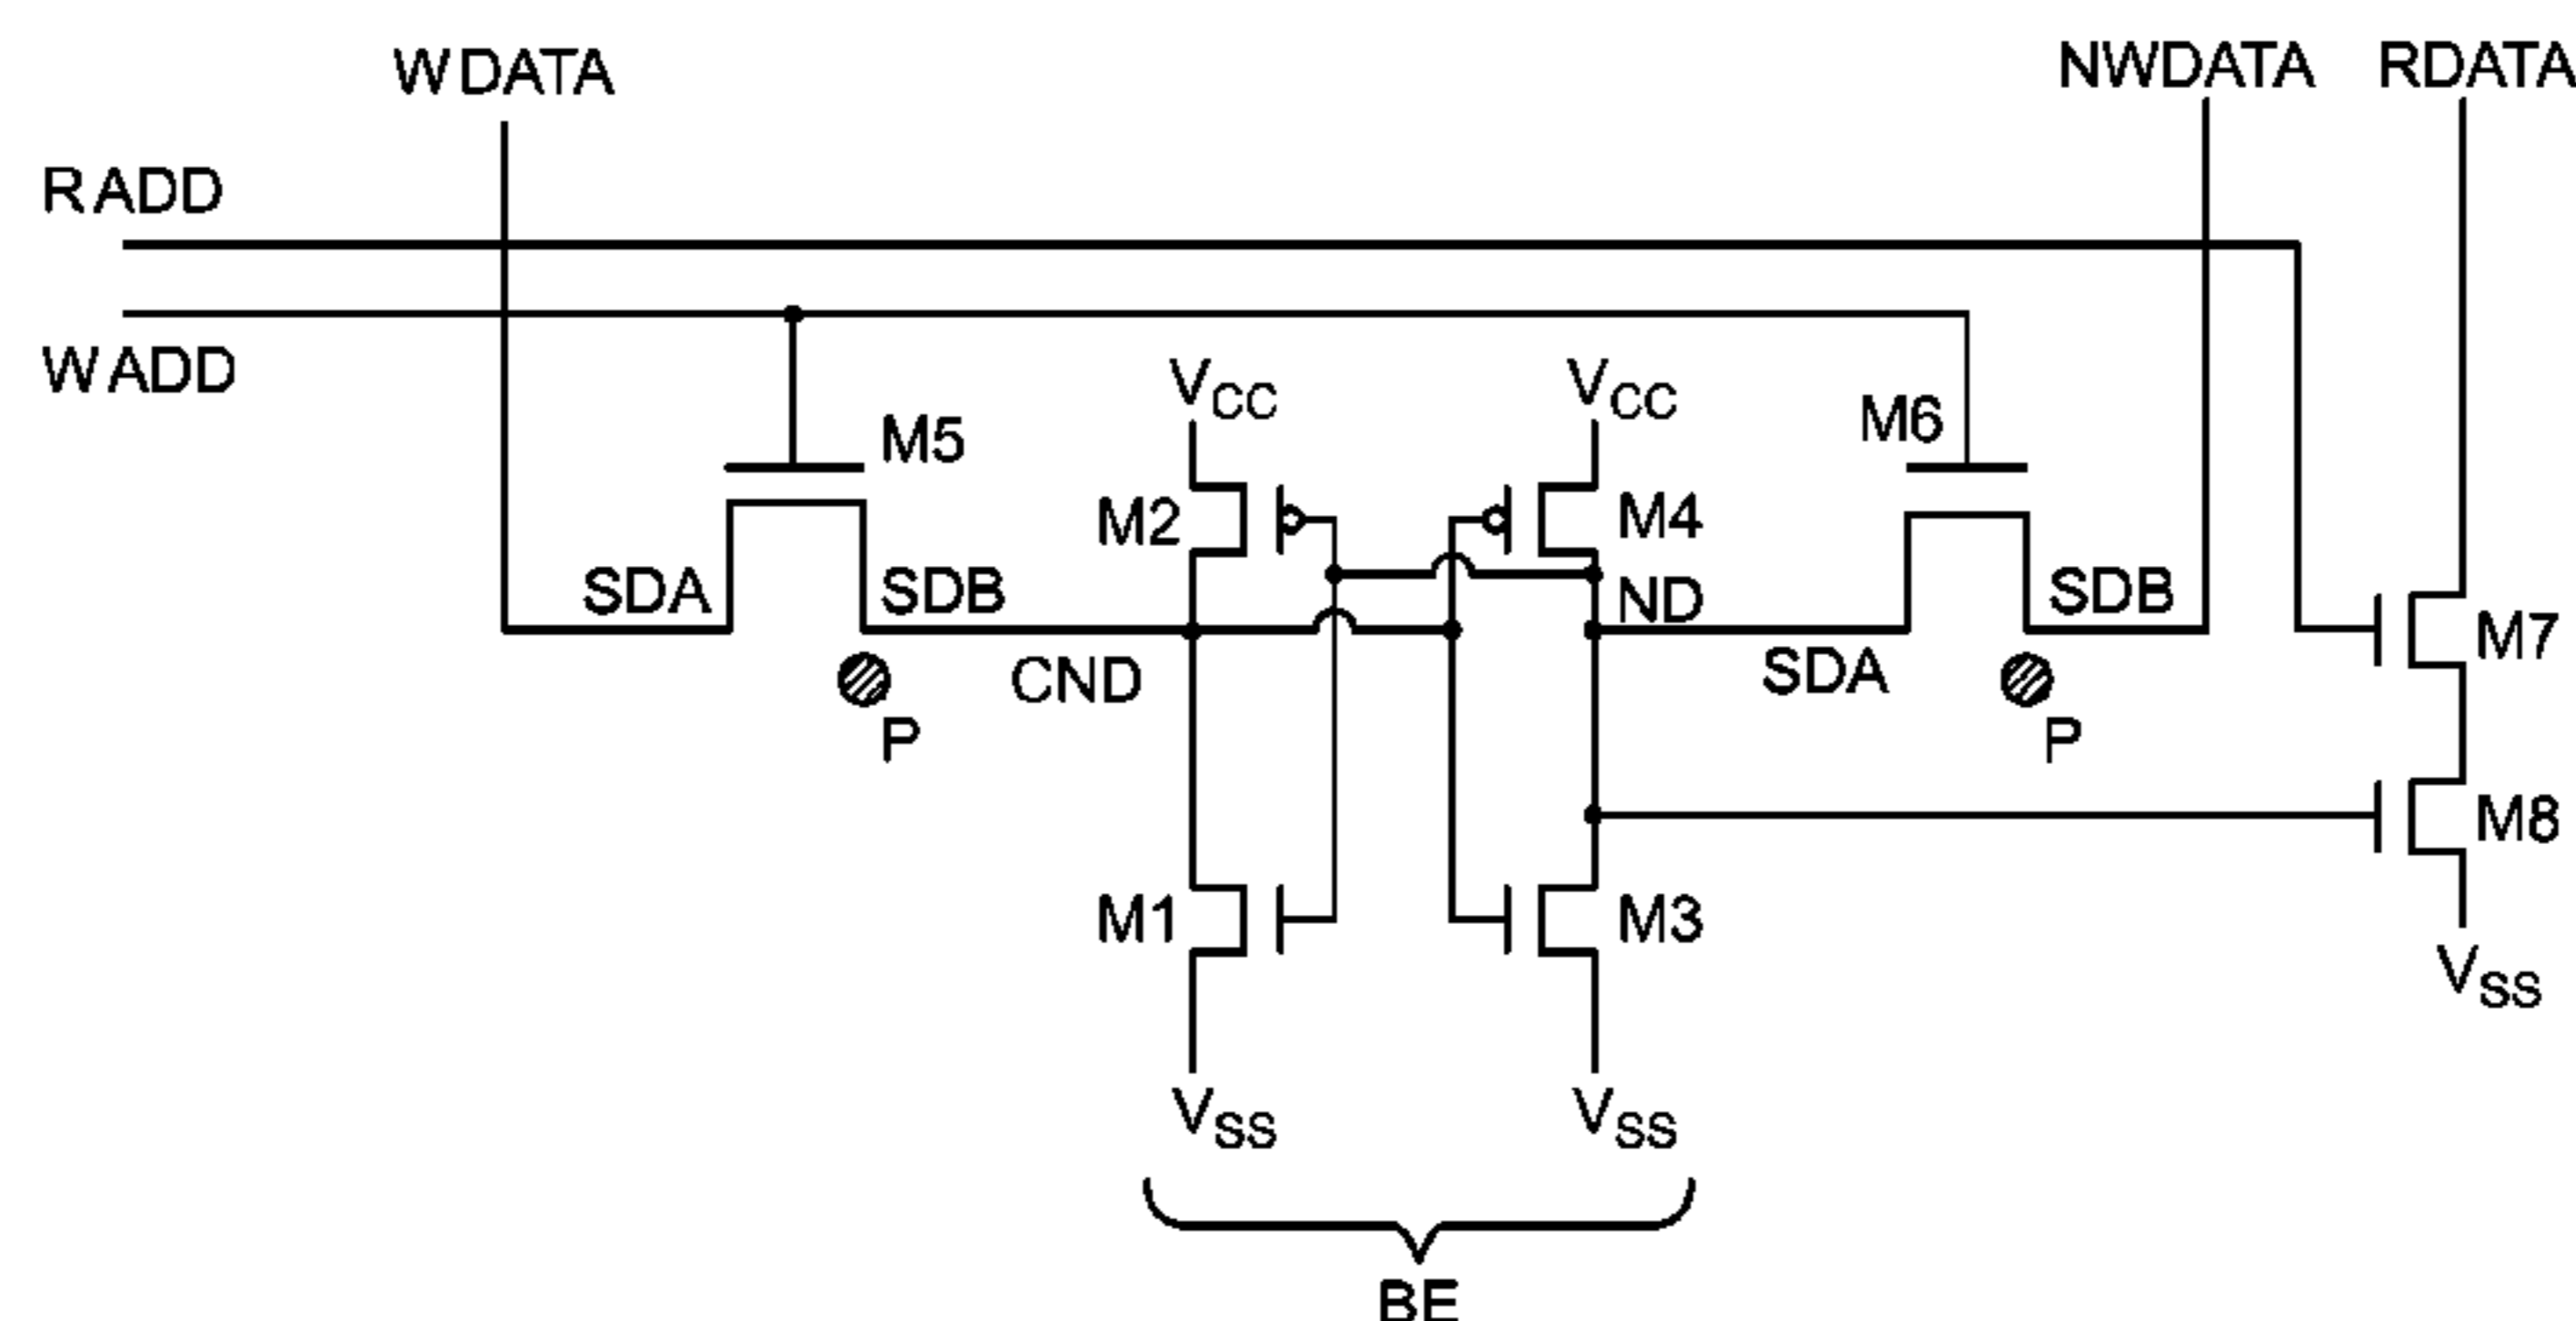 WDATA NWDATA RDATA
RADD
WADD
VCC VCC
M5 M6
M2 M4
SDA SDB ND SDB
M7
CND SDA
P P
M8
M1 M3
VSS
VSS VSS
BE